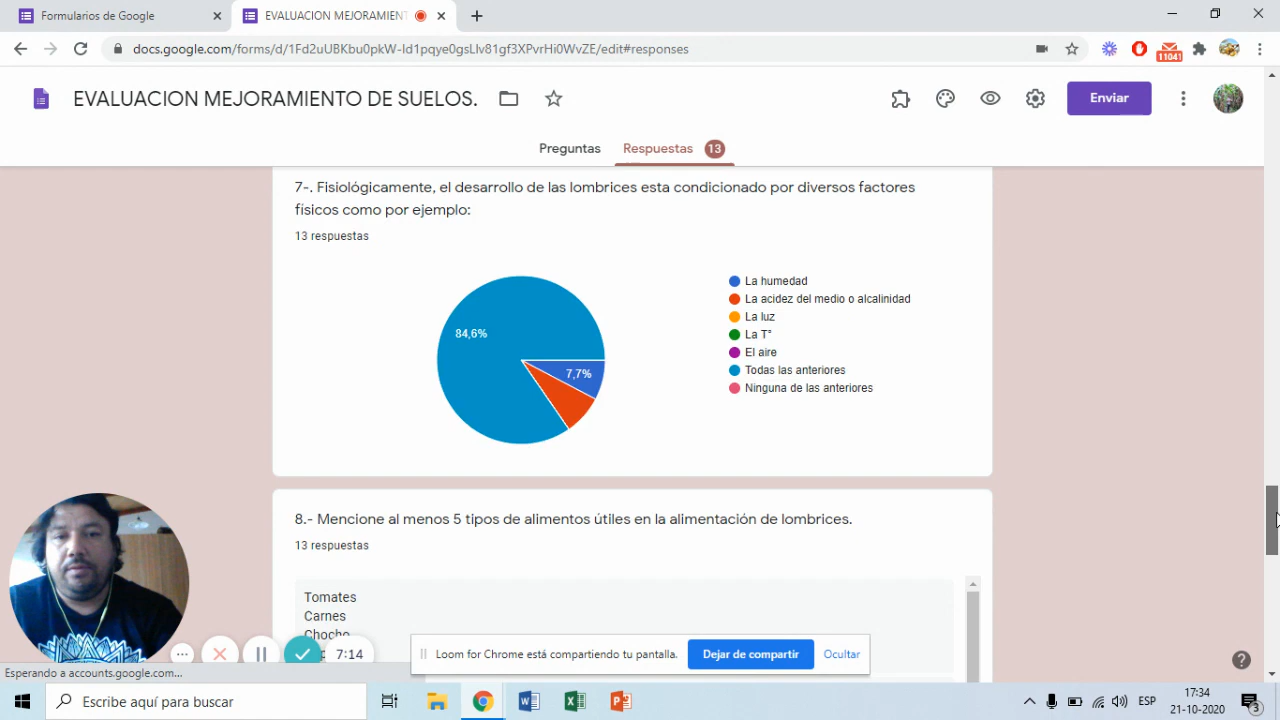 Formularios de Google
EVALUACION MEJORAMIENT
docs.google.com/forms/d/1Fd2uUBKbu0pkW-Id1pqye0gsLIv81gf3XPvrHi0WvZE/edit#responses
11041
EVALUACION MEJORAMIENTO DE SUELOS.
Enviar
Preguntas
Respuestas 13
7-. Fisiológicamente, el desarrollo de las lombrices esta condicionado por diversos factores
físicos como por ejemplo:
13 respuestas
84,6%
7,7%
La humedad
La acidez del medio o alcalinidad
La luz
La T°
El aire
Todas las anteriores
Ninguna de las anteriores
8.- Mencione al menos 5 tipos de alimentos útiles en la alimentación de lombrices.
13 respuestas
Tomates
Carnes
Chocho
7:14
Loom for Chrome está compartiendo tu pantalla.
Dejar de compartir
Ocultar
Esperando a accounts.google.com...
Escribe aquí para buscar
ESP
17:34
21-10-2020
3